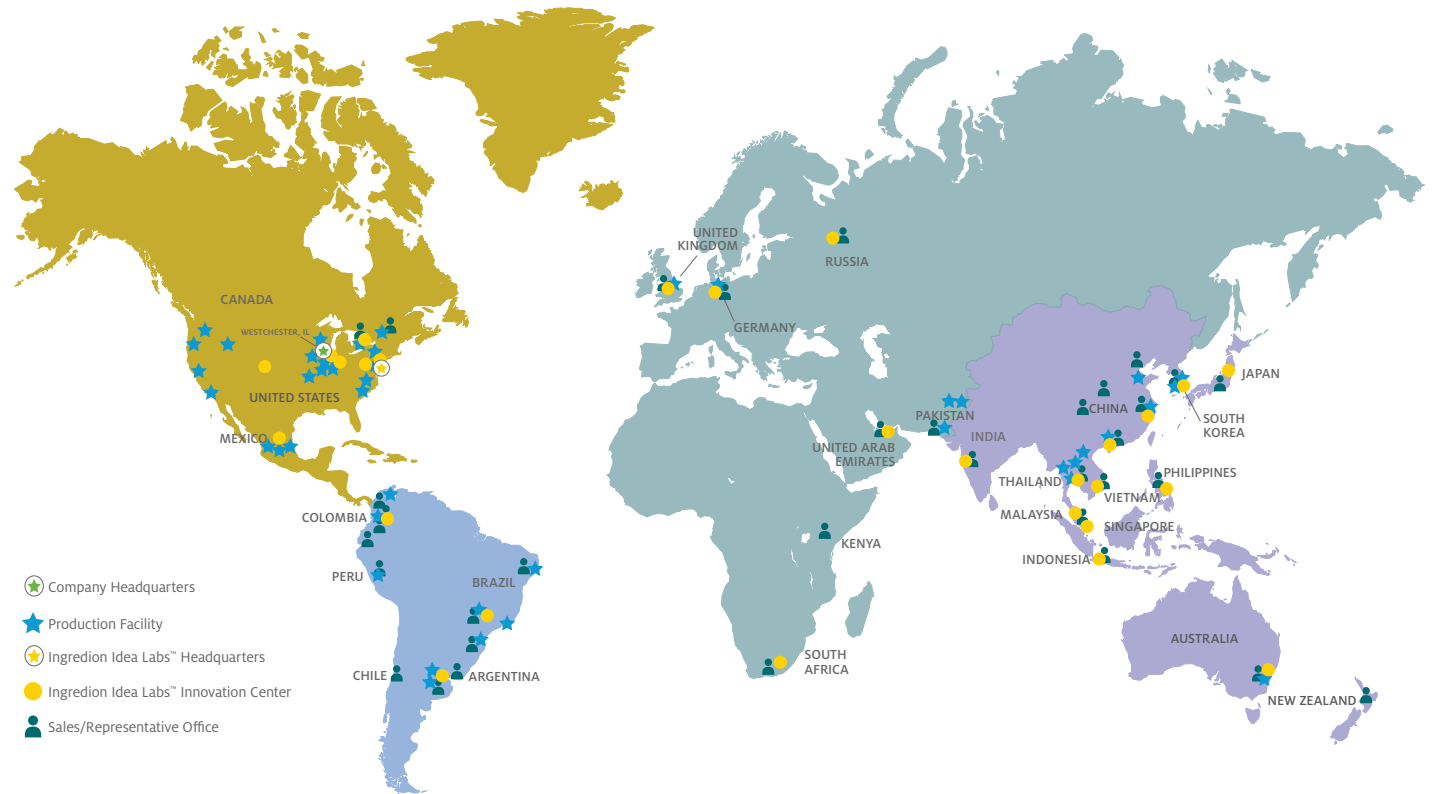 UNITED
KINGDOM
RUSSIA
CANADA
WESTCHESTER, IL
GERMANY
UNITED STATES
JAPAN
CHINA
PAKISTAN
SOUTH
KOREA
MEXICO
INDIA
UNITED ARAB
EMIRATES
PHILIPPINES
THAILAND
VIETNAM
COLOMBIA
MALAYSIA
SINGAPORE
KENYA
INDONESIA
PERU
BRAZIL
Company Headquarters
Production Facility
AUSTRALIA
Ingredion Idea Labs™ Headquarters
SOUTH
AFRICA
CHILE
ARGENTINA
Ingredion Idea Labs™ Innovation Center
NEW ZEALAND
Sales/Representative Office